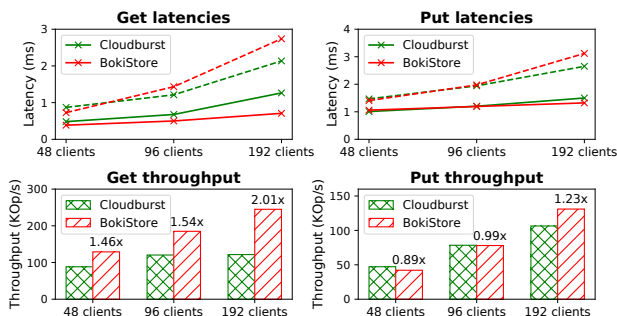 Get latencies
Latency (ms)
3
2
1
0
Cloudburst
BokiStore
48 clients
96 clients
192 clients
Put latencies
Latency (ms)
4
3
2
1
0
Cloudburst
BokiStore
48 clients
96 clients
192 clients
Get throughput
Throughput (KOp/s)
300
200
100
0
Cloudburst
BokiStore
1.46x
1.54x
2.01x
48 clients
96 clients
192 clients
Put throughput
Throughput (KOp/s)
150
100
50
0
Cloudburst
BokiStore
0.89x
0.99x
1.23x
48 clients
96 clients
192 clients